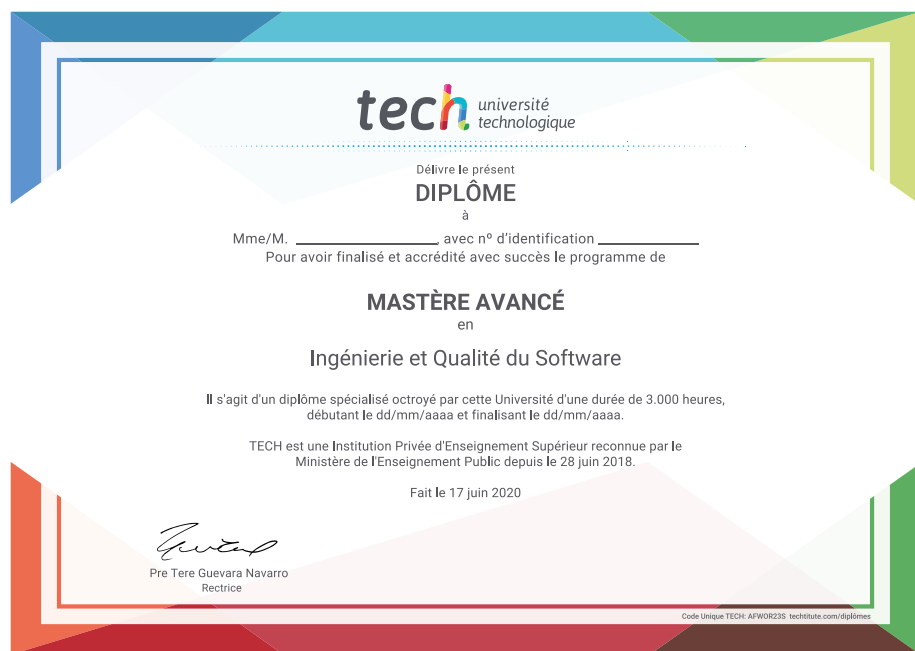 tech université
technologique
Délivre le présent
DIPLÔME
à
Mme/M. ____________________, avec nº d'identification ______________
Pour avoir finalisé et accrédité avec succès le programme de
MASTÈRE AVANCÉ
en
Ingénierie et Qualité du Software
Il s'agit d'un diplôme spécialisé octroyé par cette Université d'une durée de 3.000 heures,
débutant le dd/mm/aaaa et finalisant le dd/mm/aaaa.
TECH est une Institution Privée d'Enseignement Supérieur reconnue par le
Ministère de l'Enseignement Public depuis le 28 juin 2018.
Fait le 17 juin 2020
Pre Tere Guevara Navarro
Rectrice
Code Unique TECH: AFWOR23S techtitute.com/diplômes